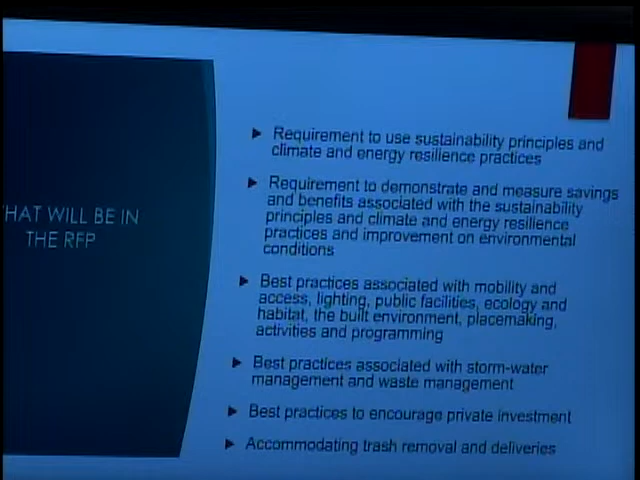 HAT WILL BE IN
THE RFP
Requirement to use sustainability principles and
climate and energy resilience practices
Requirement to demonstrate and measure savings
and benefits associated with the sustainability
principles and climate and energy resilience
practices and improvement on environmental
conditions
Best practices associated with mobility and
access, lighting, public facilities, ecology and
habitat, the built environment, placemaking,
activities and programming
Best practices associated with storm-water
management and waste management
Best practices to encourage private investment
Accommodating trash removal and deliveries